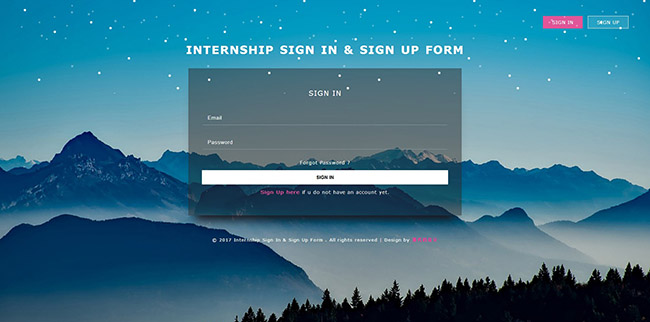 SIGN IN
SIGN UP
INTERNSHIP SIGN IN & SIGN UP FORM
SIGN IN
Email
Password
Forgot Password ?
SIGN IN
Sign Up here if u do not have an account yet.
© 2017 Internship Sign In & Sign Up Form . All rights reserved | Design by